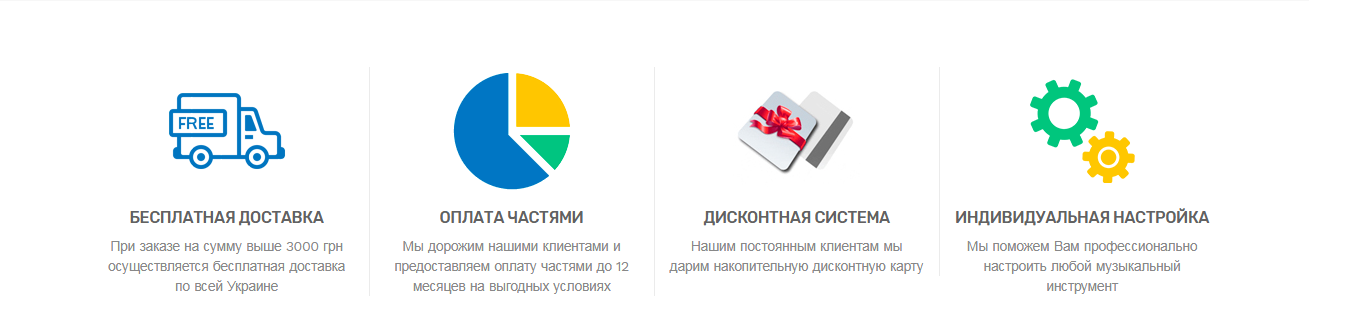 FREE
БЕСПЛАТНАЯ ДОСТАВКА
При заказе на сумму выше 3000 грн
осуществляется бесплатная доставка
по всей Украине
ОПЛАТА ЧАСТЯМИ
Мы дорожим нашими клиентами и
предоставляем оплату частями до 12
месяцев на выгодных условиях
ДИСКОНТНАЯ СИСТЕМА
Нашим постоянным клиентам мы
дарим накопительную дисконтную карту
ИНДИВИДУАЛЬНАЯ НАСТРОЙКА
Мы поможем Вам профессионально
настроить любой музыкальный
инструмент